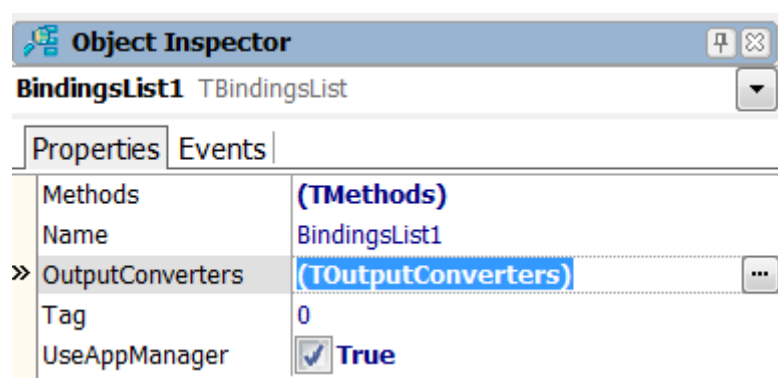 Object Inspector
BindingsList1 TBindingsList
Properties Events
Methods (TMethods)
Name BindingsList1
» OutputConverters (TOutputConverters) ...
Tag 0
UseAppManager True